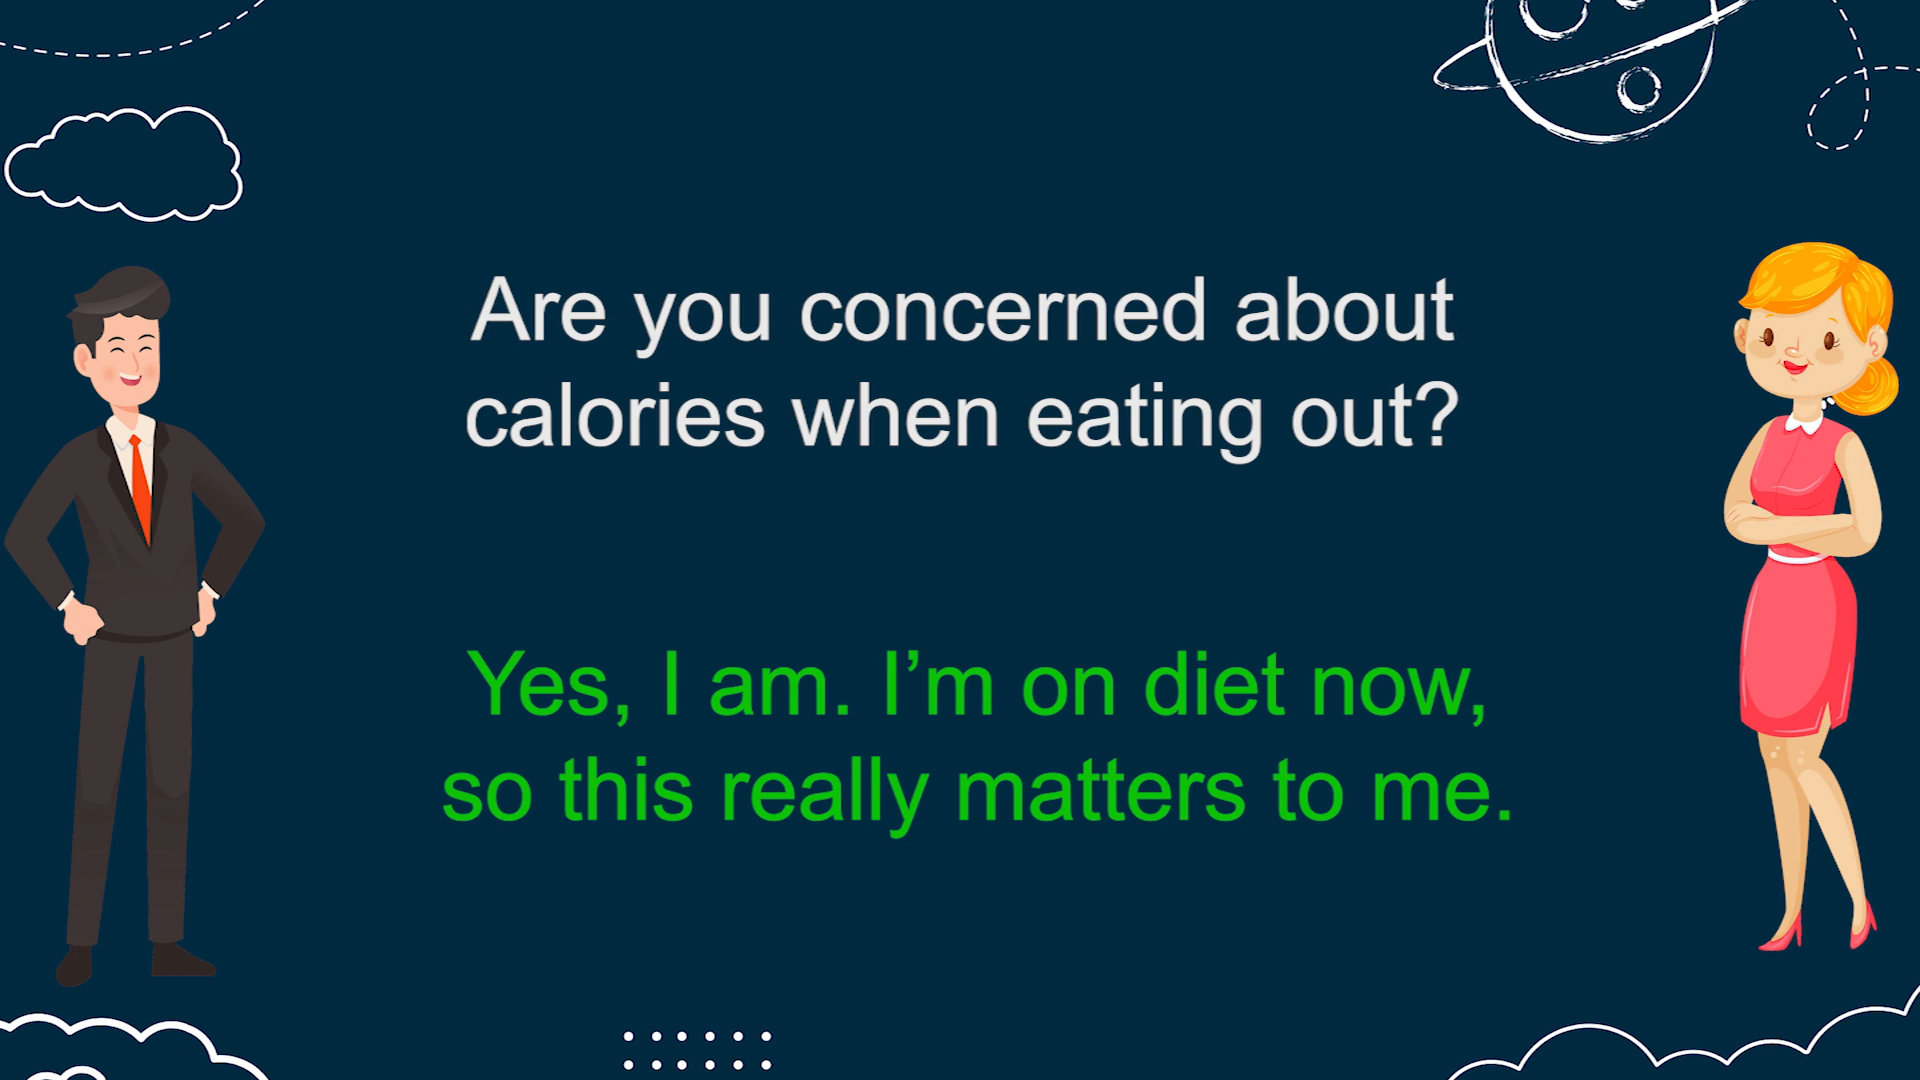 Are you concerned about
calories when eating out?
Yes, I am. I’m on diet now,
so this really matters to me.